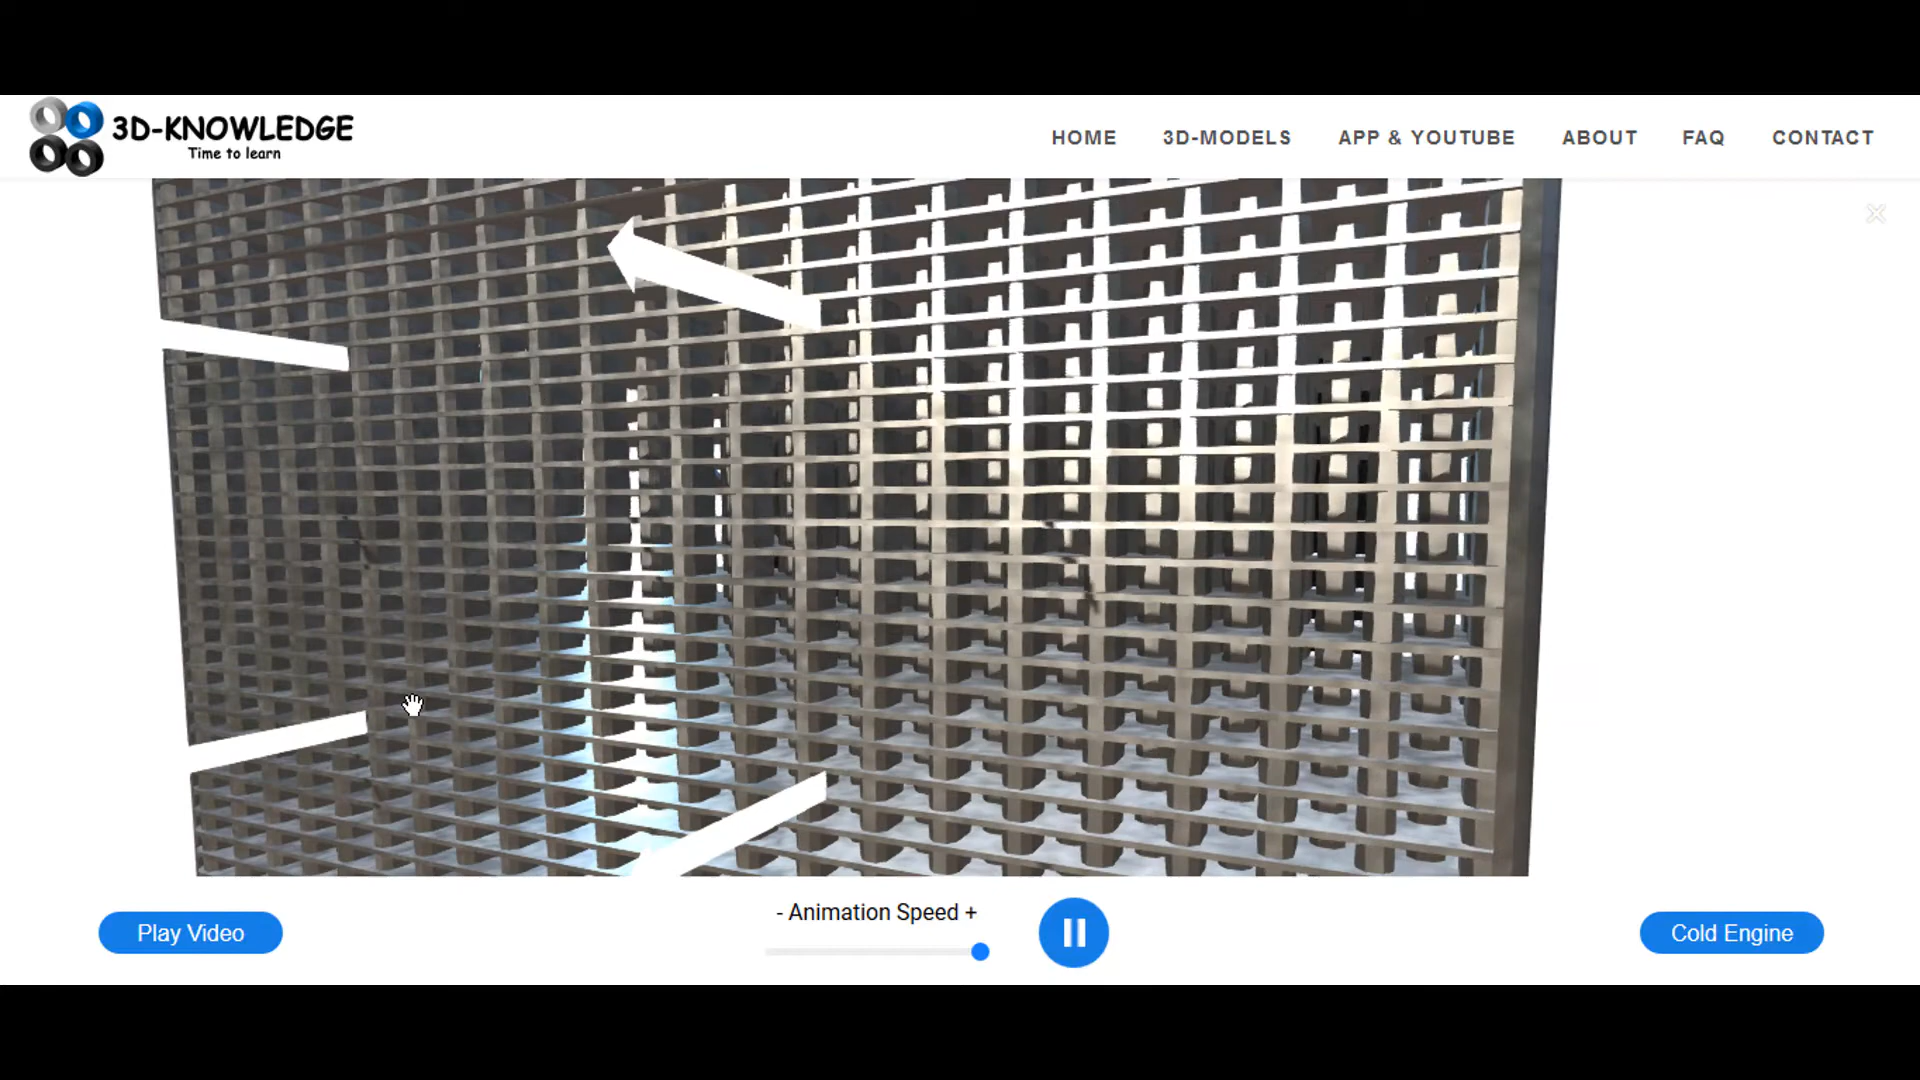 3D-KNOWLEDGE
Time to learn
HOME
3D-MODELS
APP & YOUTUBE
ABOUT
FAQ
CONTACT
- Animation Speed +
Play Video
Cold Engine